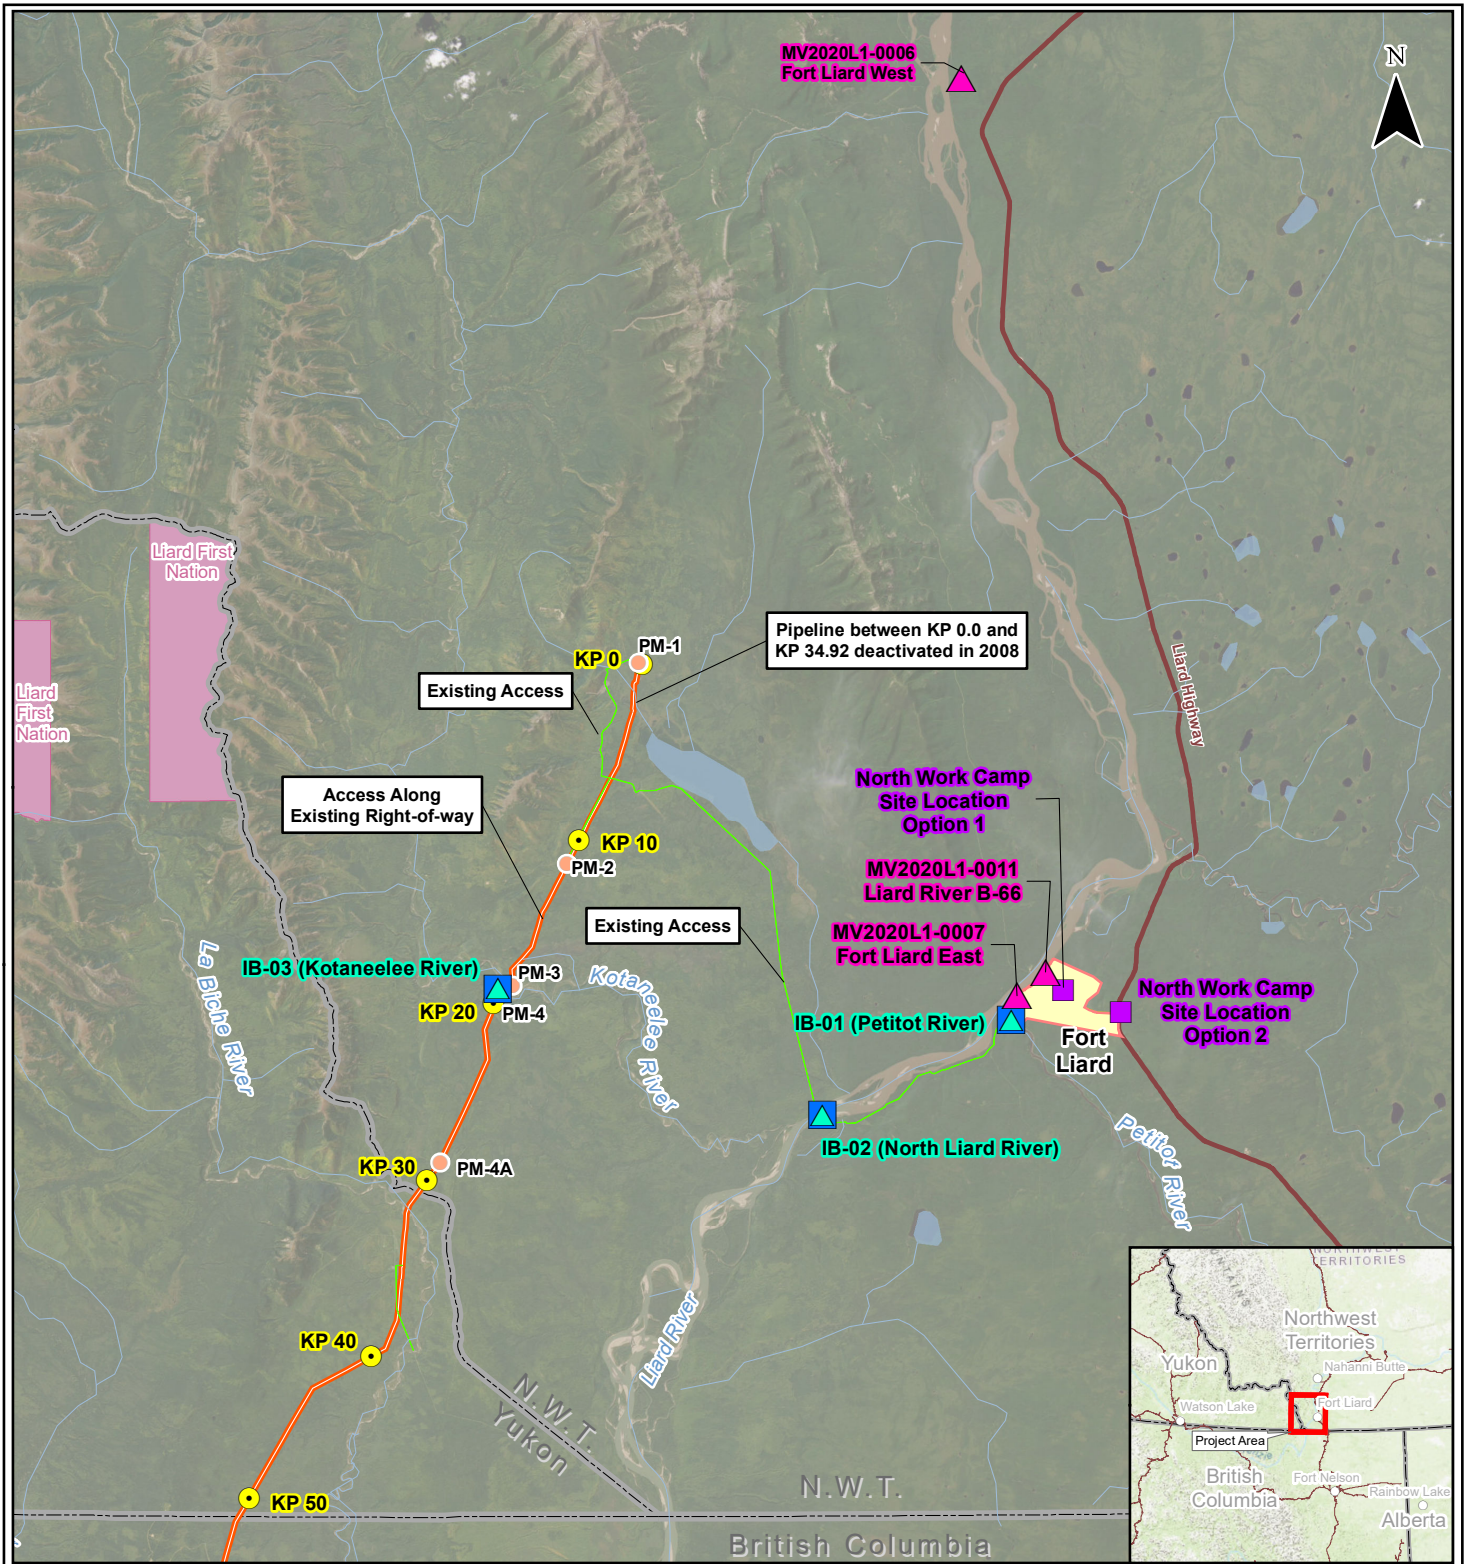 MV2020L1-0006
Fort Liard West
N
Liard First
Nation
Liard
First
Nation
KP 0
PM-1
Pipeline between KP 0.0 and
KP 34.92 deactivated in 2008
Existing Access
Liard Highway
Access Along
Existing Right-of-way
KP 10
PM-2
North Work Camp
Site Location
Option 1
MV2020L1-0011
Liard River B-66
Existing Access
MV2020L1-0007
Fort Liard East
La Biche River
IB-03 (Kotaneelee River)
PM-3
Kotaneelee River
KP 20
PM-4
IB-01 (Petitot River)
North Work Camp
Site Location
Option 2
Fort
Liard
IB-02 (North Liard River)
Petitot River
KP 30
PM-4A
Liard River
KP 40
N.W.T.
Yukon
KP 50
N.W.T.
British Columbia
NORTHWEST
TERRITORIES
Northwest
Territories
Yukon
Nahanni Butte
Watson Lake
Fort Liard
Project Area
British
Columbia
Fort Nelson
Rainbow Lake
Alberta